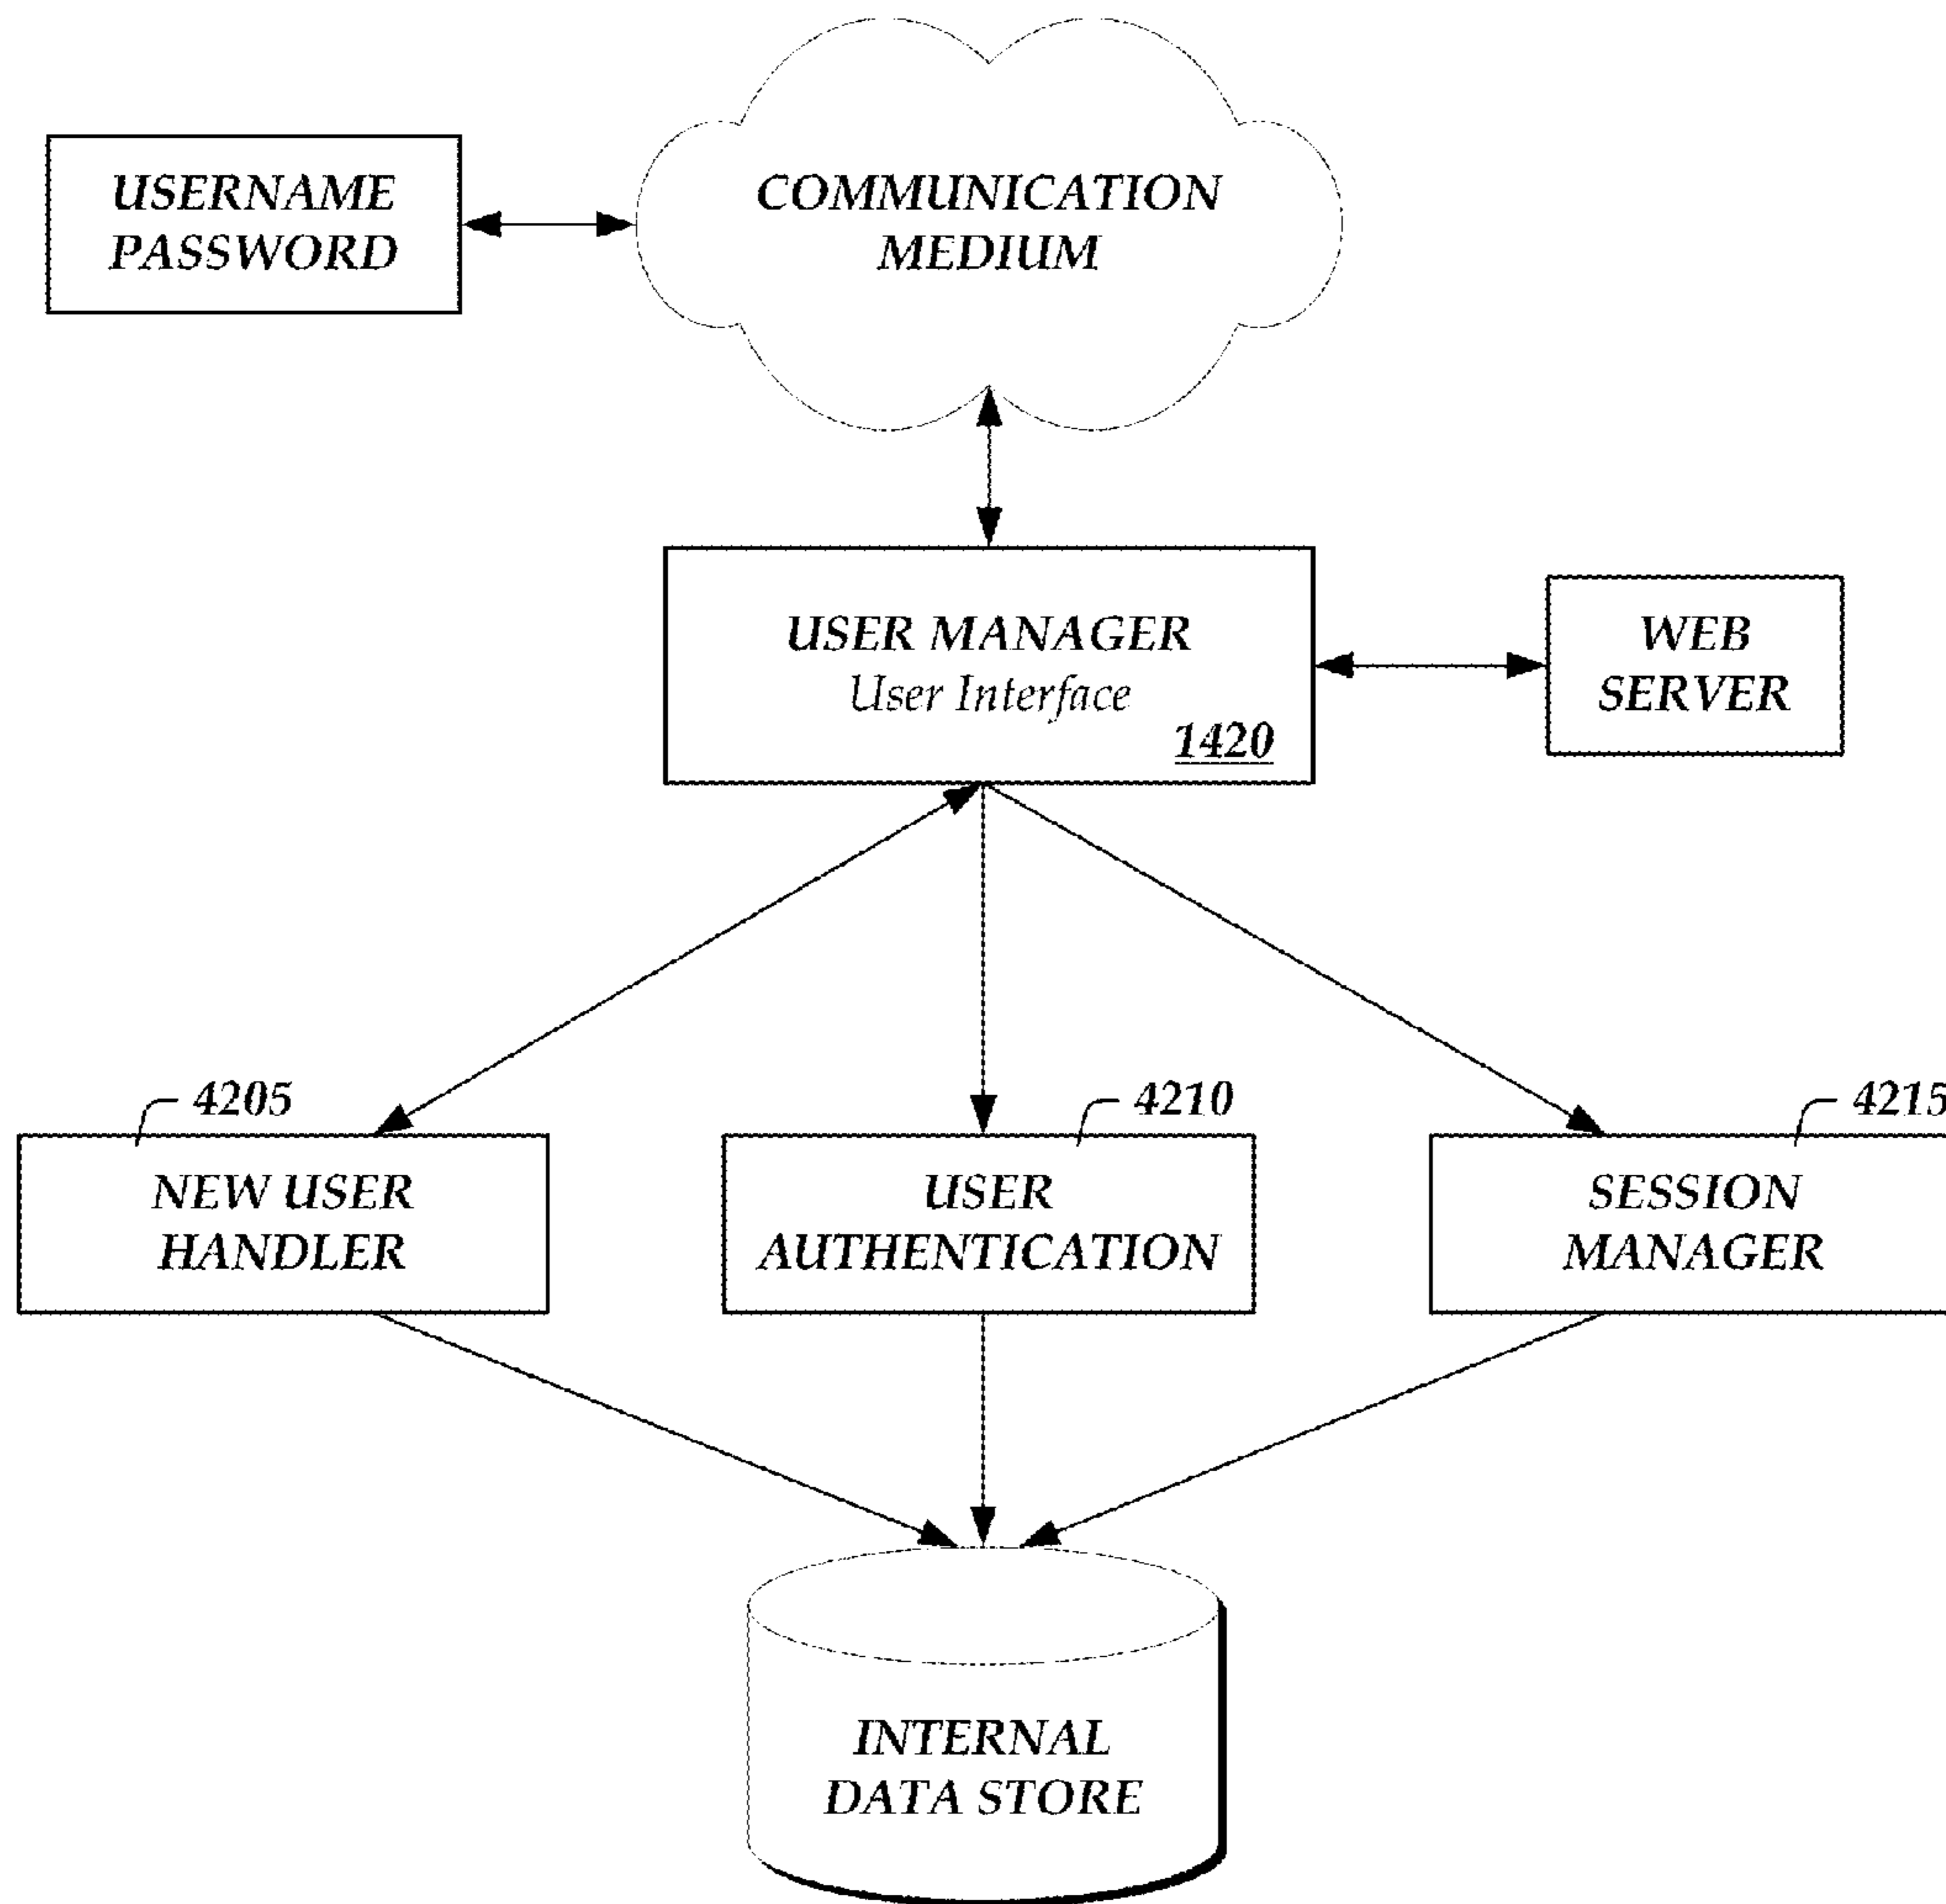 USERNAME
PASSWORD
COMMUNICATION
MEDIUM
USER MANAGER
User Interface
1420
WEB
SERVER
4205
NEW USER
HANDLER
4210
USER
AUTHENTICATION
4215
SESSION
MANAGER
INTERNAL
DATA STORE